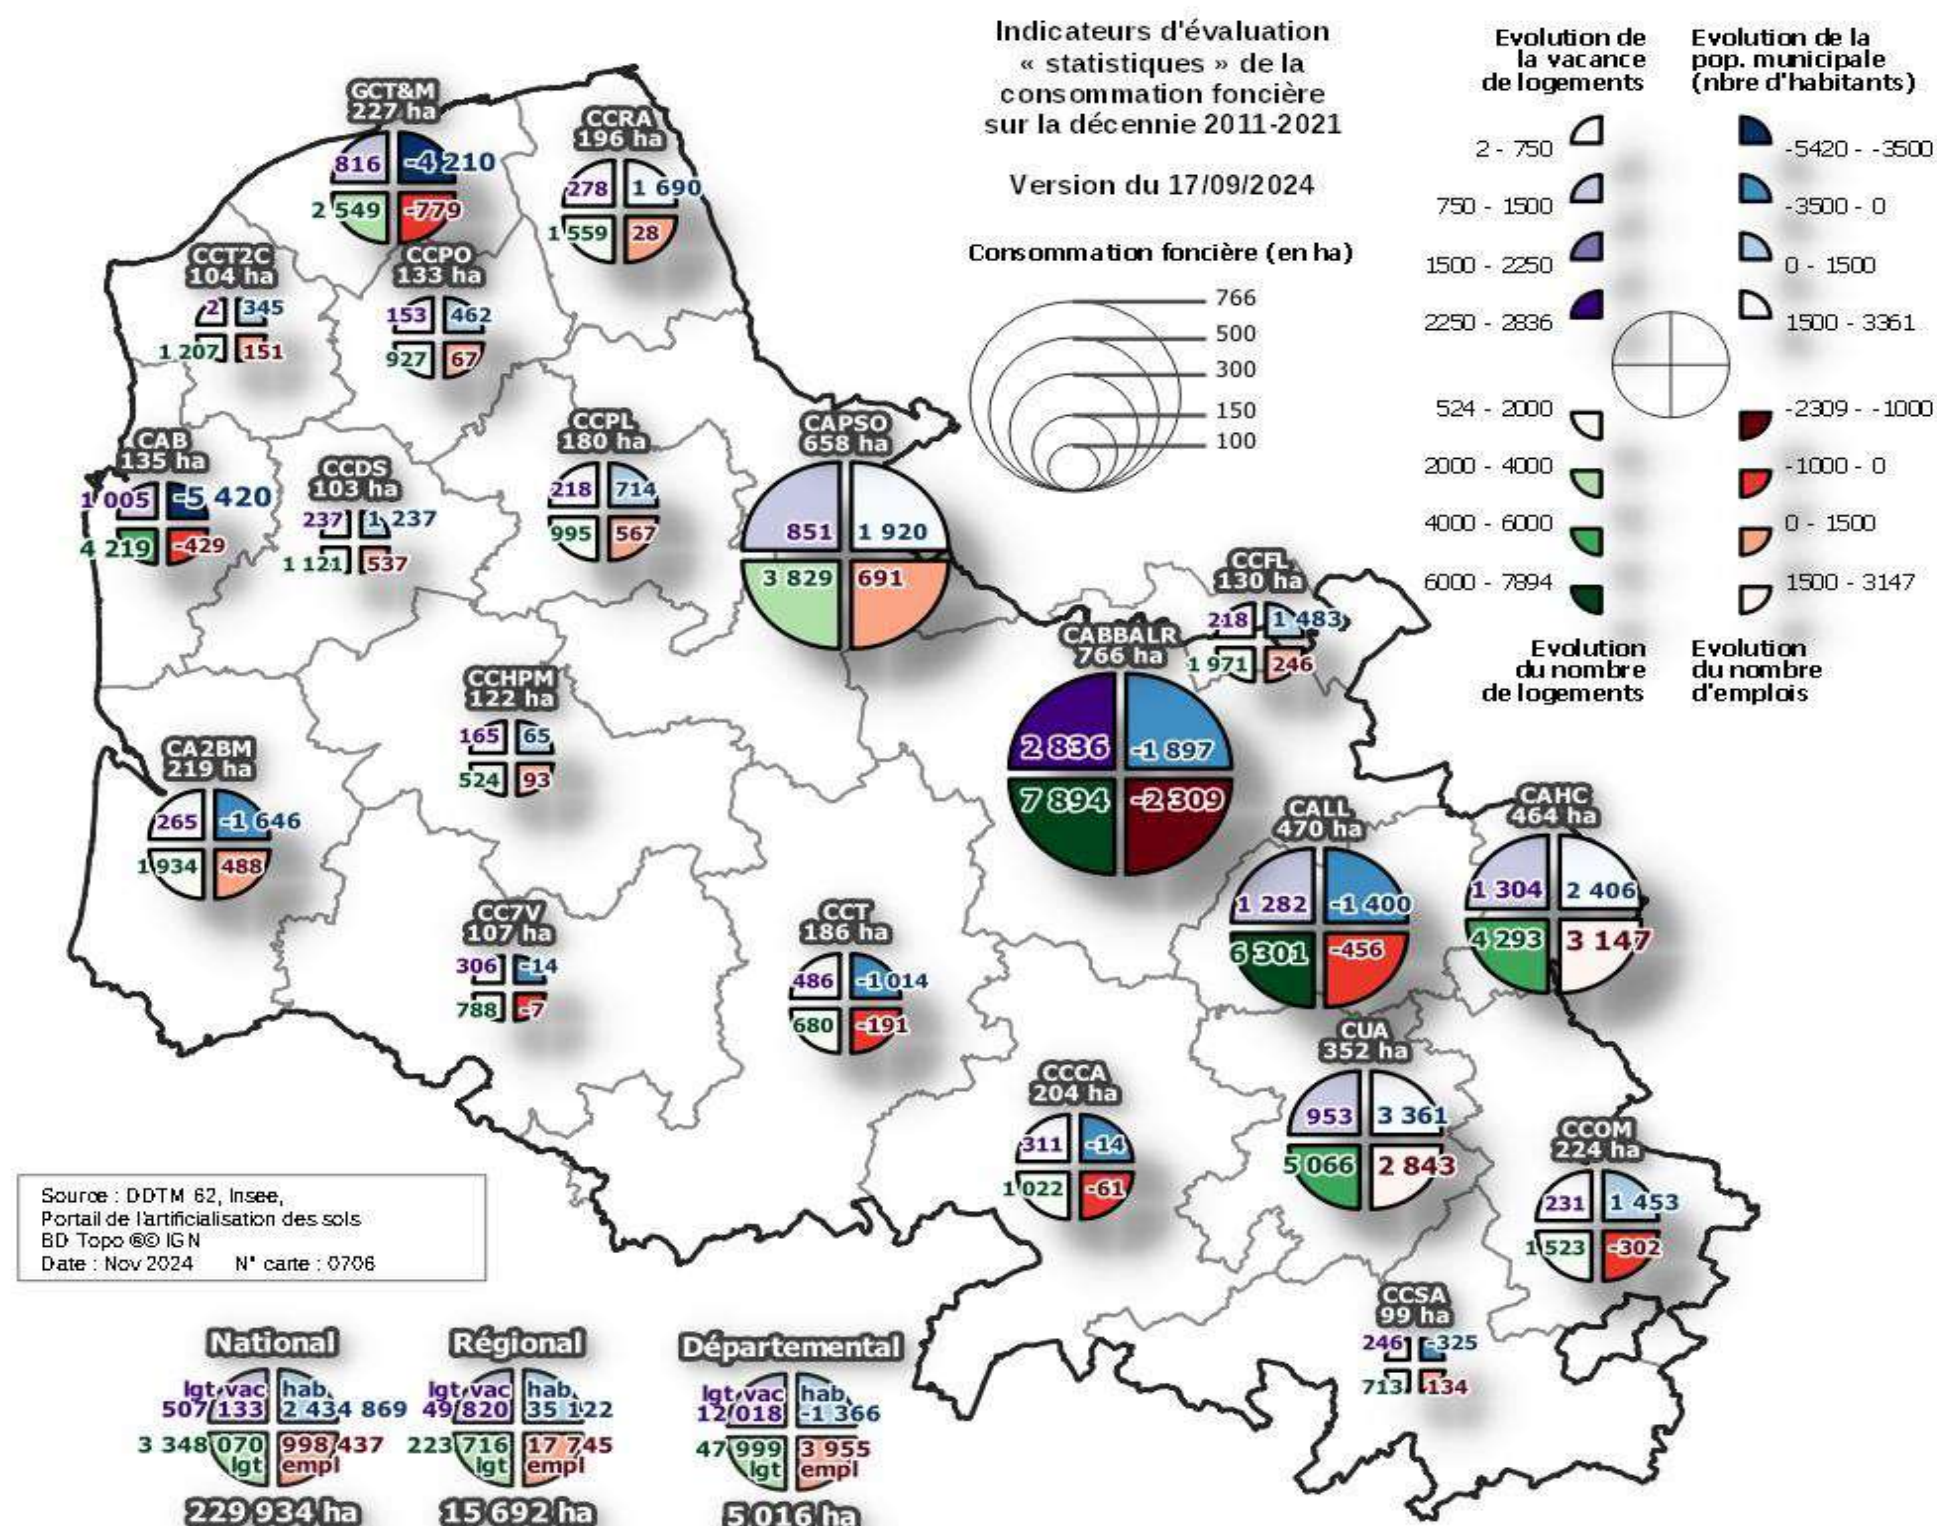 Indicateurs d'évaluation
« statistiques » de la
consommation foncière
sur la décennie 2011-2021
Version du 17/09/2024
Consommation foncière (en ha)
766
500
300
150
100
Evolution de
la vacance
de logements
2 - 750
750 - 1500
1500 - 2250
2250 - 2836
Evolution de la
pop. municipale
(nbre d'habitants)
-5420 - -3500
-3500 - 0
0 - 1500
1500 - 3361
524 - 2000
2000 - 4000
4000 - 6000
6000 - 7894
Evolution
du nombre
de logements
-2309 - -1000
-1000 - 0
0 - 1500
1500 - 3147
Evolution
du nombre
d'emplois
GCT&M
227 ha
816 -4 210
2 549 -779
CCRA
196 ha
278 1 690
1 559 28
CCT2C
104 ha
2 345
1 207 151
CCPO
133 ha
153 462
927 67
CAB
135 ha
1 005 -5 420
4 219 -429
CCDS
103 ha
237 1 237
1 121 537
CCPL
180 ha
218 714
995 567
CAPSO
658 ha
851 1 920
3 829 691
CCFL
130 ha
218 1 483
1 971 246
CABBALR
766 ha
2 836 -1 897
7 894 -2 309
CCHPM
122 ha
165 65
524 93
CA2BM
219 ha
265 -1 646
1 934 488
CALL
470 ha
1 282 -1 400
6 301 -456
CAHC
464 ha
1 304 2 406
4 293 3 147
CC7V
107 ha
306 -14
788 -7
CCT
186 ha
486 -1 014
680 -191
CUA
352 ha
953 3 361
5 066 2 843
CCCA
204 ha
311 -14
1 022 -61
CCOM
224 ha
231 1 453
1 523 -302
CCSA
99 ha
246 -325
713 134
Source : DDTM 62, Insee,
Portail de l'artificialisation des sols
BD Topo ®© IGN
Date : Nov 2024 N° carte : 0706
National
lgt vac hab
507 133 2 434 869
3 348 070 998 437
lgt empl
229 934 ha
Régional
lgt vac hab
49 820 35 122
223 716 17 745
lgt empl
15 692 ha
Départemental
lgt vac hab
12 018 -1 366
47 999 3 955
lgt empl
5 016 ha